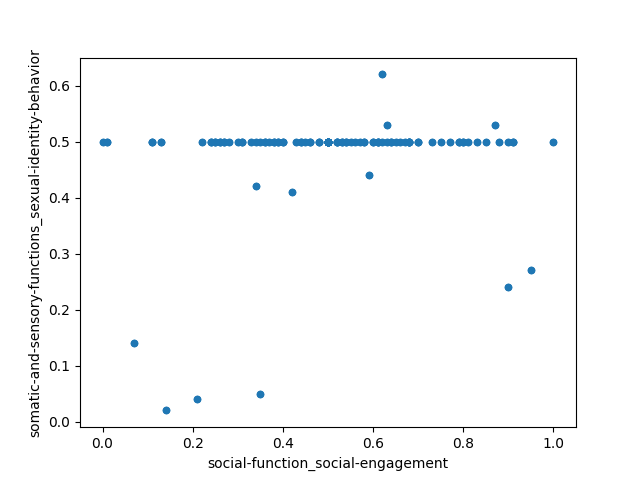 0.6
0.5
0.4
0.3
0.2
0.1
0.0
somatic-and-sensory-functions_sexual-identity-behavior
0.0 0.2 0.4 0.6 0.8 1.0
social-function_social-engagement